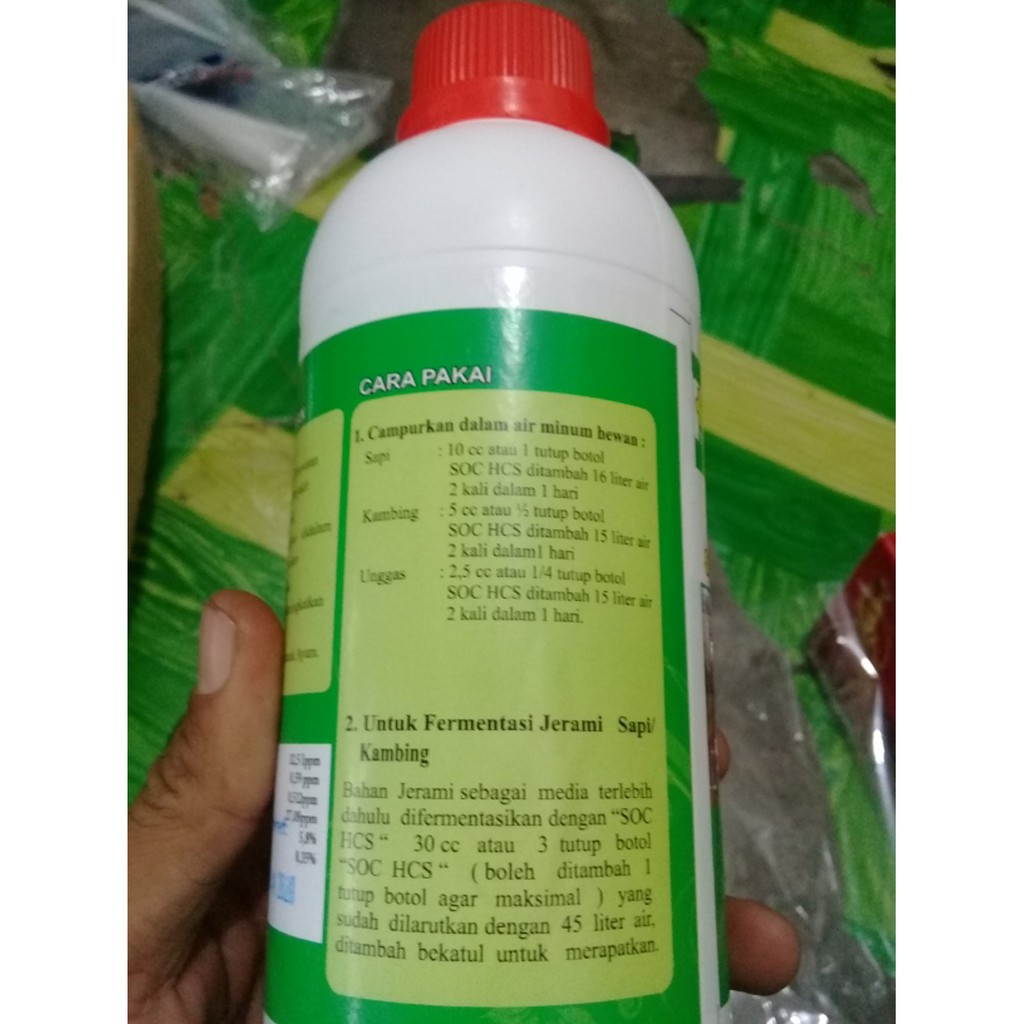 CARA PAKAI
1. Campurkan dalam air minum hewan :
Sapi : 10 cc atau 1 tutup botol
SOC HCS ditambah 16 liter air
2 kali dalam 1 hari
Kambing : 5 cc atau ½ tutup botol
SOC HCS ditambah 15 liter air
2 kali dalam1 hari
Unggas : 2,5 cc atau 1/4 tutup botol
SOC HCS ditambah 15 liter air
2 kali dalam 1 hari.
2. Untuk Fermentasi Jerami Sapi/
Kambing
Bahan Jerami sebagai media terlebih
dahulu difermentasikan dengan “SOC
HCS “ 30 cc atau 3 tutup botol
“SOC HCS “ ( boleh ditambah 1
tutup botol agar maksimal ) yang
sudah dilarutkan dengan 45 liter air,
ditambah bekatul untuk merapatkan.
5,8%